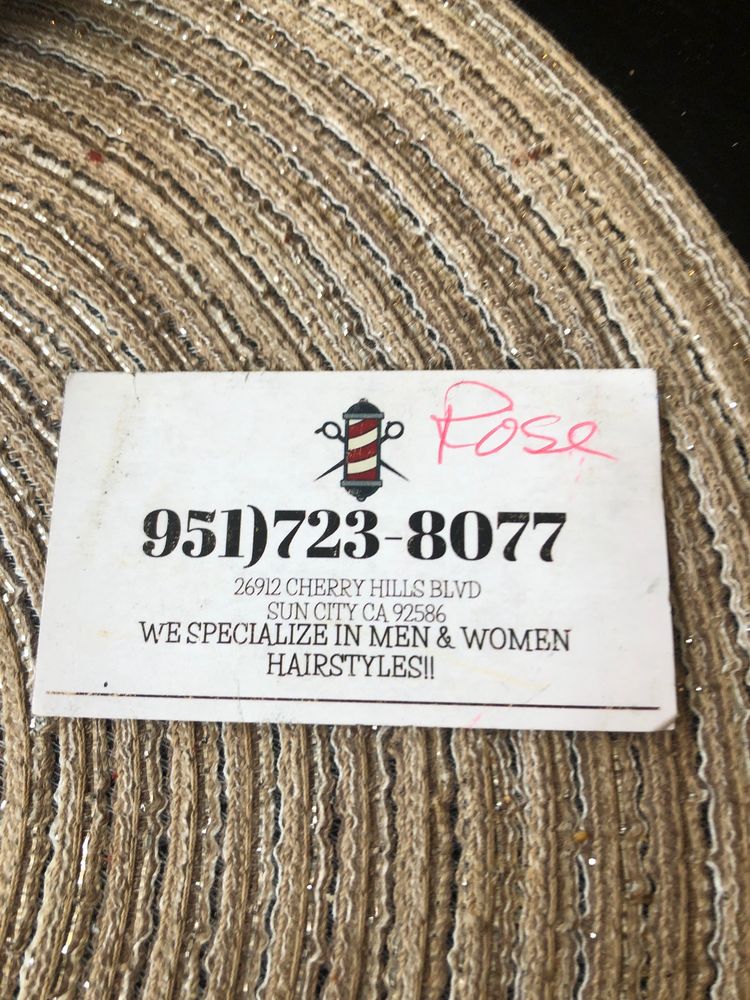 Rose
951)723-8077
26912 CHERRY HILLS BLVD
SUN CITY CA 92586
WE SPECIALIZE IN MEN & WOMEN
HAIRSTYLES!!